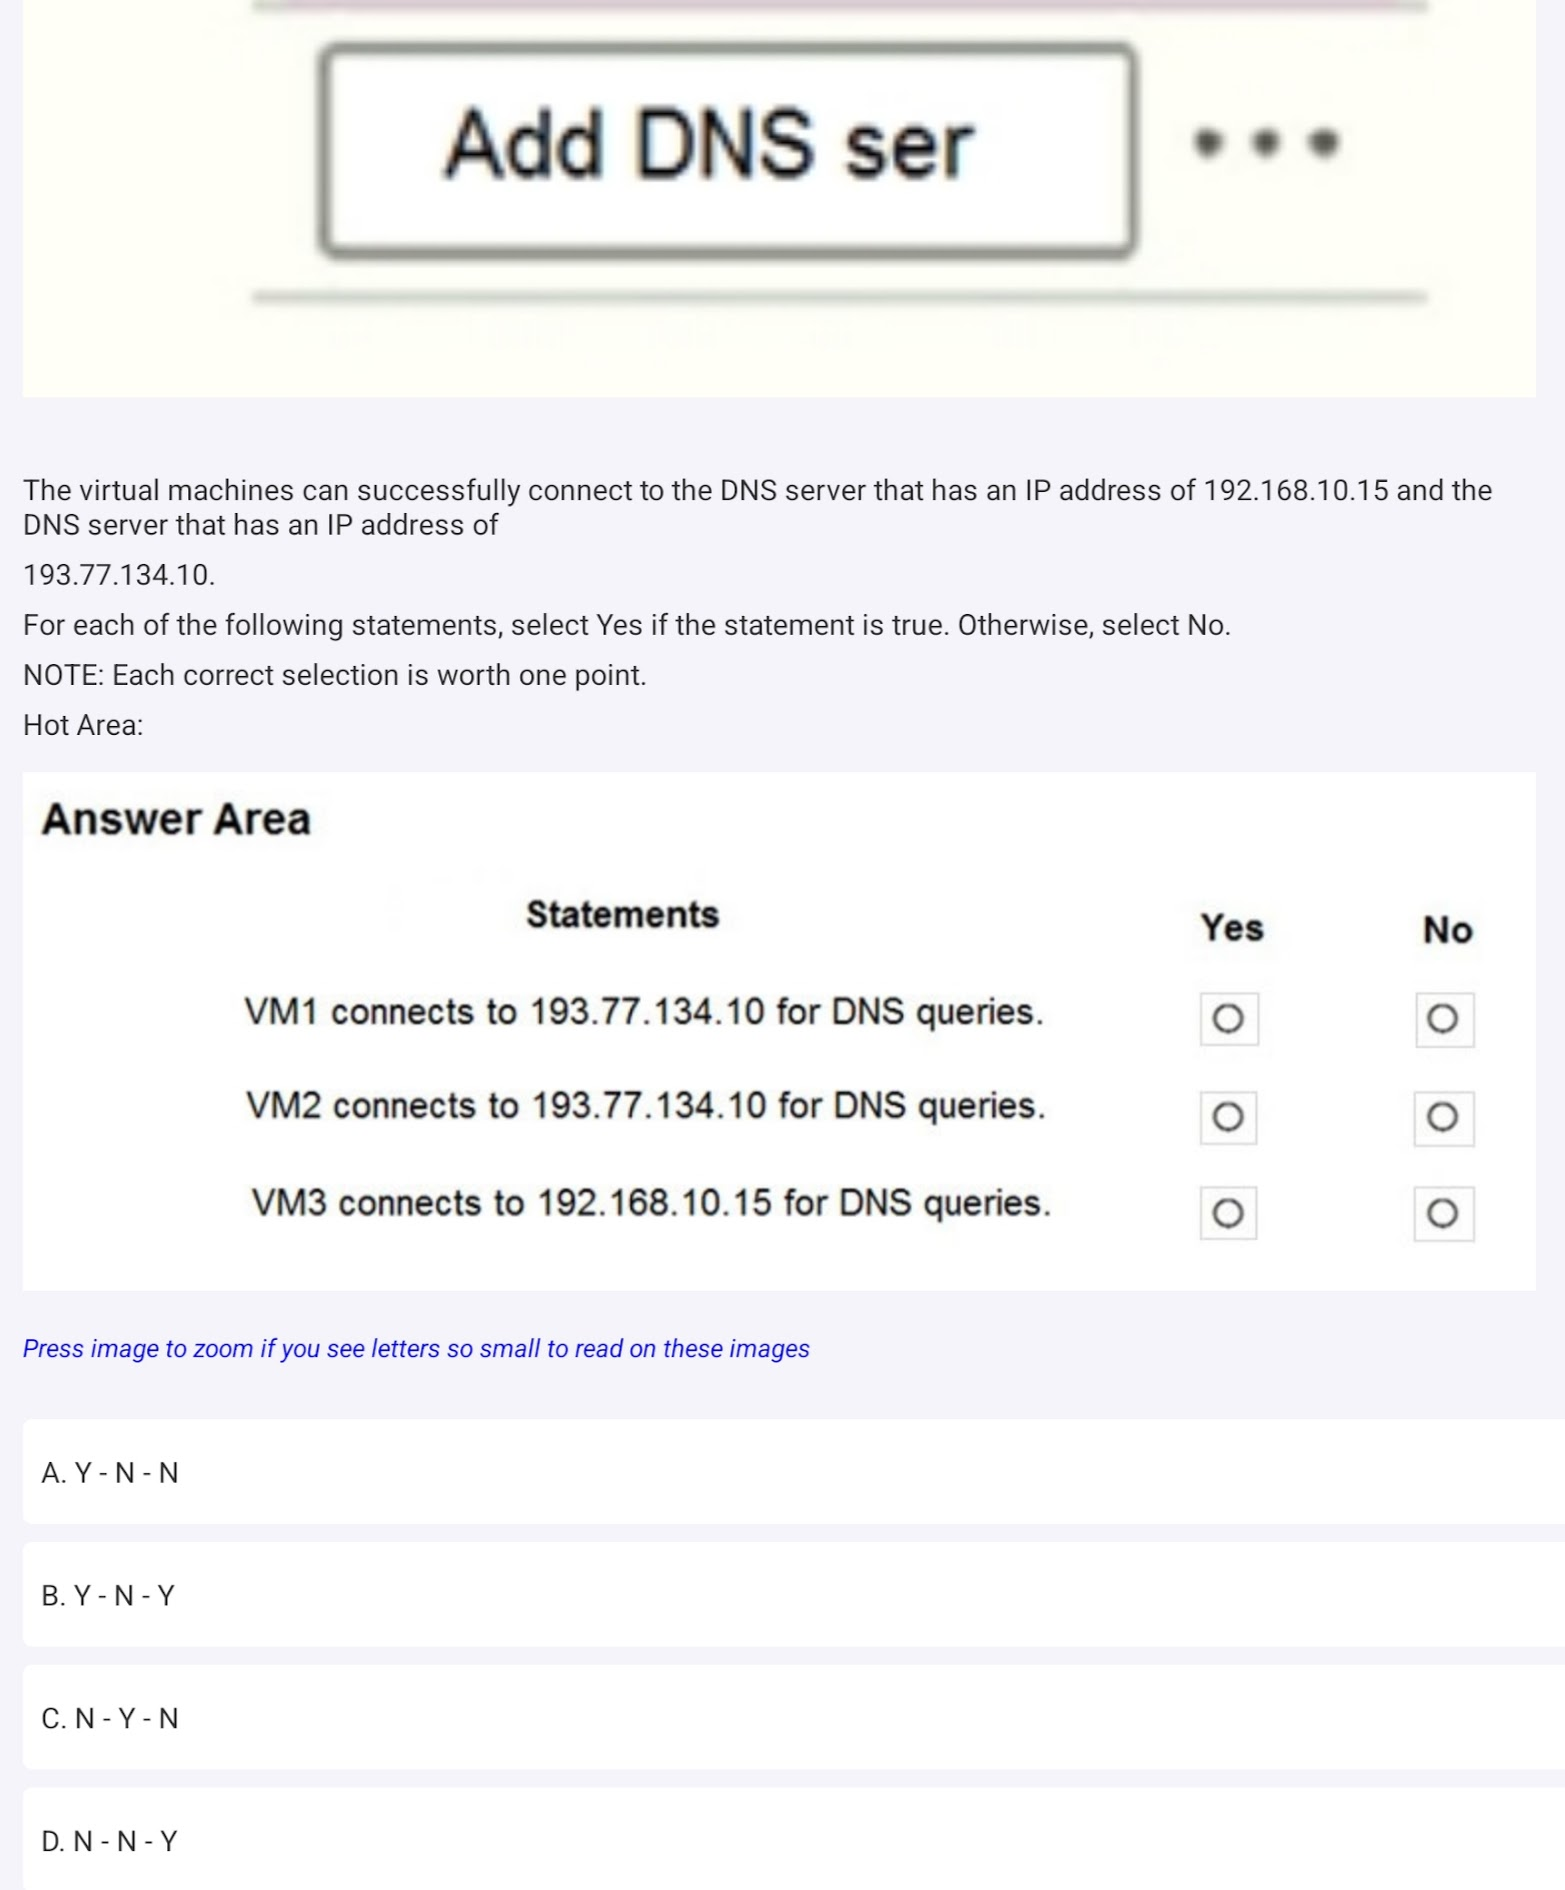 Add DNS ser
The virtual machines can successfully connect to the DNS server that has an IP address of 192.168.10.15 and the
DNS server that has an IP address of
193.77.134.10.
For each of the following statements, select Yes if the statement is true. Otherwise, select No.
NOTE: Each correct selection is worth one point.
Hot Area:
Answer Area
Statements Yes No
VM1 connects to 193.77.134.10 for DNS queries.
VM2 connects to 193.77.134.10 for DNS queries.
VM3 connects to 192.168.10.15 for DNS queries.
Press image to zoom if you see letters so small to read on these images
A. Y - N - N
B. Y - N - Y
C. N - Y - N
D. N - N - Y